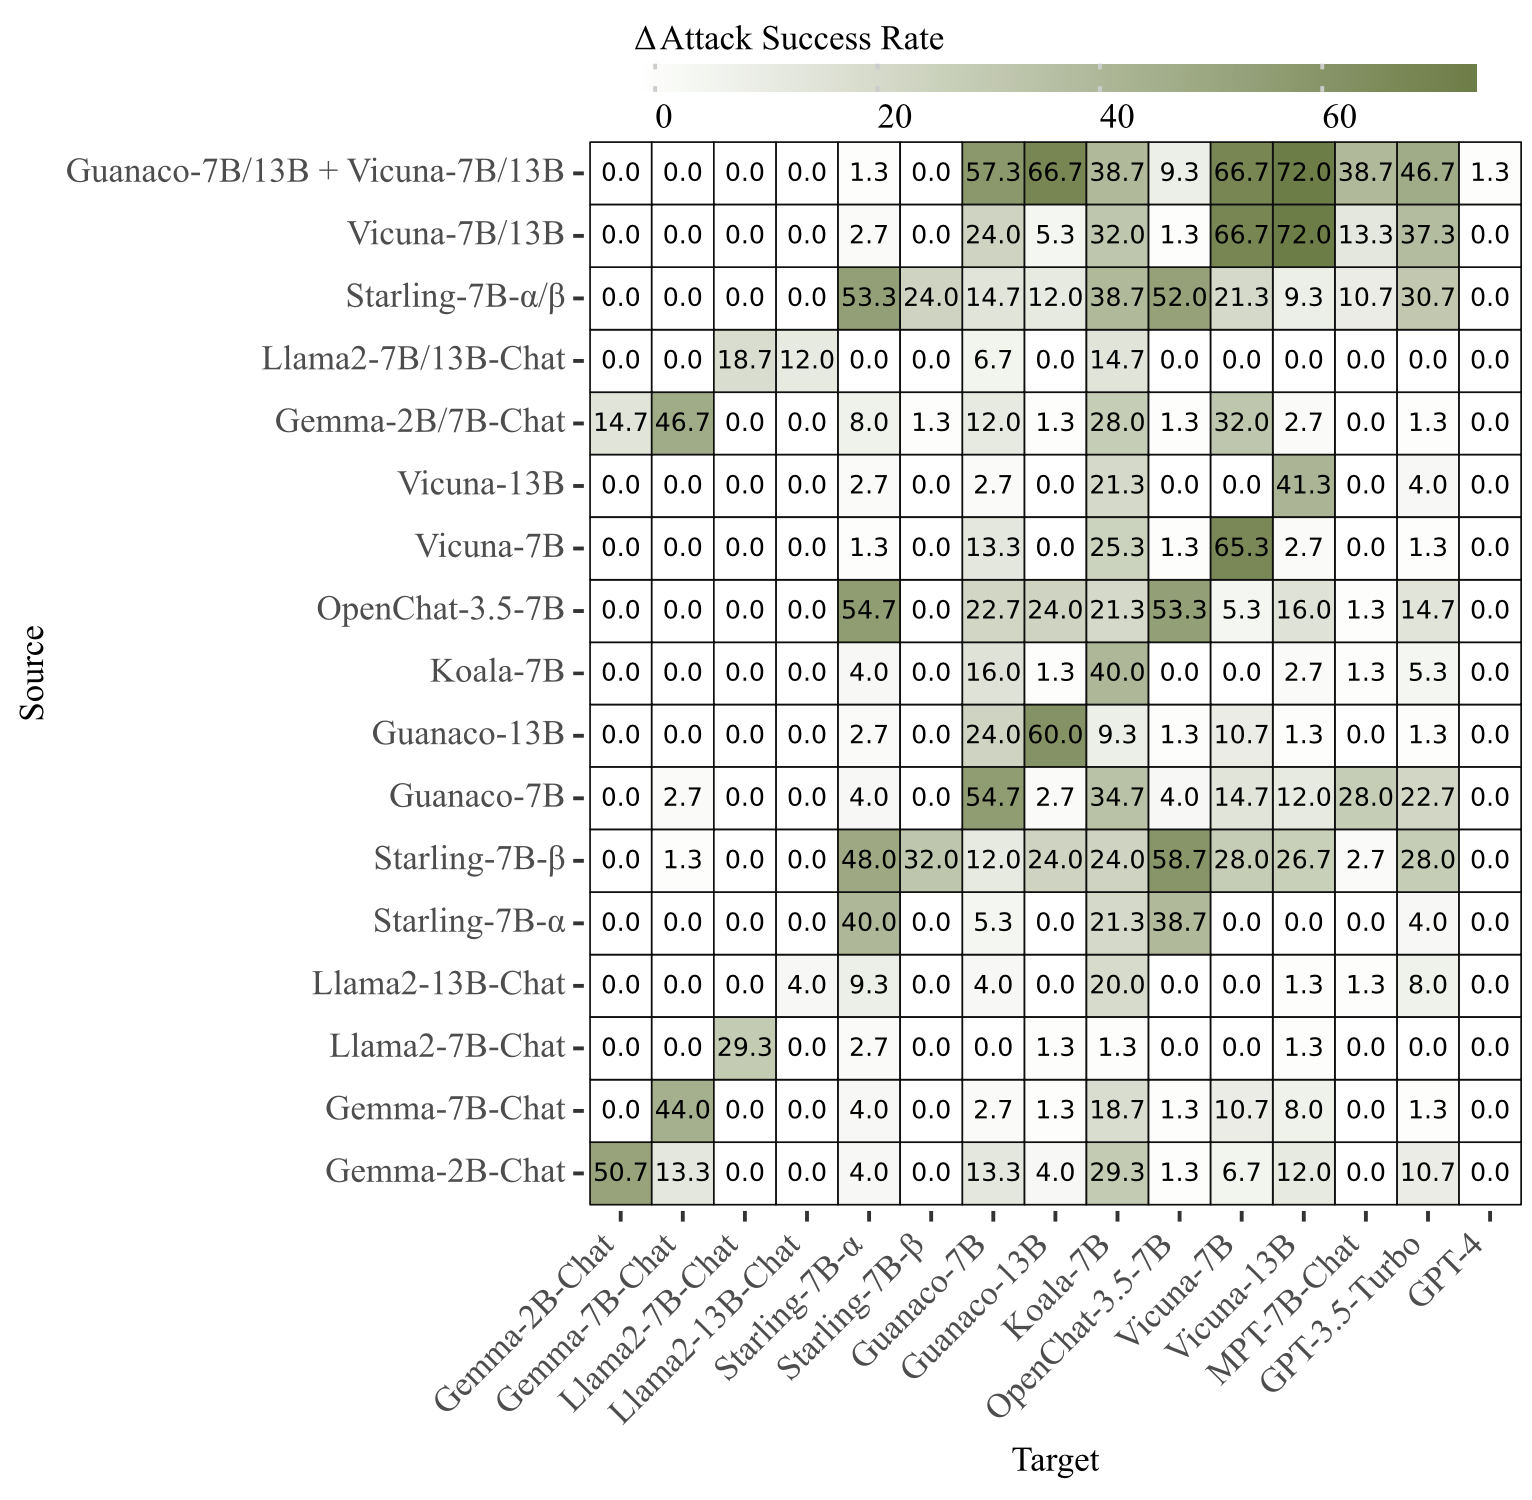 Δ Attack Success Rate
0 20 40 60
Guanaco-7B/13B + Vicuna-7B/13B 0.0 0.0 0.0 0.0 1.3 0.0 57.3 66.7 38.7 9.3 66.7 72.0 38.7 46.7 1.3
Vicuna-7B/13B 0.0 0.0 0.0 0.0 2.7 0.0 24.0 5.3 32.0 1.3 66.7 72.0 13.3 37.3 0.0
Starling-7B-α/β 0.0 0.0 0.0 0.0 53.3 24.0 14.7 12.0 38.7 52.0 21.3 9.3 10.7 30.7 0.0
Llama2-7B/13B-Chat 0.0 0.0 18.7 12.0 0.0 0.0 6.7 0.0 14.7 0.0 0.0 0.0 0.0 0.0 0.0
Gemma-2B/7B-Chat 14.7 46.7 0.0 0.0 8.0 1.3 12.0 1.3 28.0 1.3 32.0 2.7 0.0 1.3 0.0
Vicuna-13B 0.0 0.0 0.0 0.0 2.7 0.0 2.7 0.0 21.3 0.0 0.0 41.3 0.0 4.0 0.0
Vicuna-7B 0.0 0.0 0.0 0.0 1.3 0.0 13.3 0.0 25.3 1.3 65.3 2.7 0.0 1.3 0.0
OpenChat-3.5-7B 0.0 0.0 0.0 0.0 54.7 0.0 22.7 24.0 21.3 53.3 5.3 16.0 1.3 14.7 0.0
Koala-7B 0.0 0.0 0.0 0.0 4.0 0.0 16.0 1.3 40.0 0.0 0.0 2.7 1.3 5.3 0.0
Guanaco-13B 0.0 0.0 0.0 0.0 2.7 0.0 24.0 60.0 9.3 1.3 10.7 1.3 0.0 1.3 0.0
Guanaco-7B 0.0 2.7 0.0 0.0 4.0 0.0 54.7 2.7 34.7 4.0 14.7 12.0 28.0 22.7 0.0
Starling-7B-β 0.0 1.3 0.0 0.0 48.0 32.0 12.0 24.0 24.0 58.7 28.0 26.7 2.7 28.0 0.0
Starling-7B-α 0.0 0.0 0.0 0.0 40.0 0.0 5.3 0.0 21.3 38.7 0.0 0.0 0.0 4.0 0.0
Llama2-13B-Chat 0.0 0.0 0.0 4.0 9.3 0.0 4.0 0.0 20.0 0.0 0.0 1.3 1.3 8.0 0.0
Llama2-7B-Chat 0.0 0.0 29.3 0.0 2.7 0.0 0.0 1.3 1.3 0.0 0.0 1.3 0.0 0.0 0.0
Gemma-7B-Chat 0.0 44.0 0.0 0.0 4.0 0.0 2.7 1.3 18.7 1.3 10.7 8.0 0.0 1.3 0.0
Gemma-2B-Chat 50.7 13.3 0.0 0.0 4.0 0.0 13.3 4.0 29.3 1.3 6.7 12.0 0.0 10.7 0.0
Source
Gemma-2B-Chat
Gemma-7B-Chat
Llama2-7B-Chat
Llama2-13B-Chat
Starling-7B-α
Starling-7B-β
Guanaco-7B
Guanaco-13B
Koala-7B
OpenChat-3.5-7B
Vicuna-7B
Vicuna-13B
MPT-7B-Chat
GPT-3.5-Turbo
GPT-4
Target